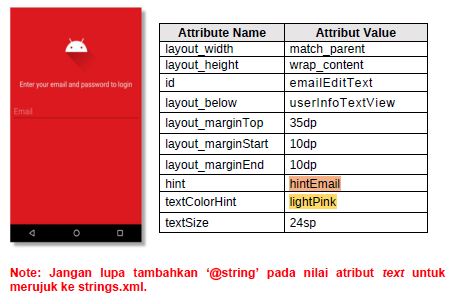 Enter your email and password to login
Email
Attribute Name Attribut Value
layout_width match_parent
layout_height wrap_content
id emailEditText
layout_below userInfoTextView
layout_marginTop 35dp
layout_marginStart 10dp
layout_marginEnd 10dp
hint hintEmail
textColorHint lightPink
textSize 24sp
Note: Jangan lupa tambahkan ‘@string’ pada nilai atribut text untuk
merujuk ke strings.xml.